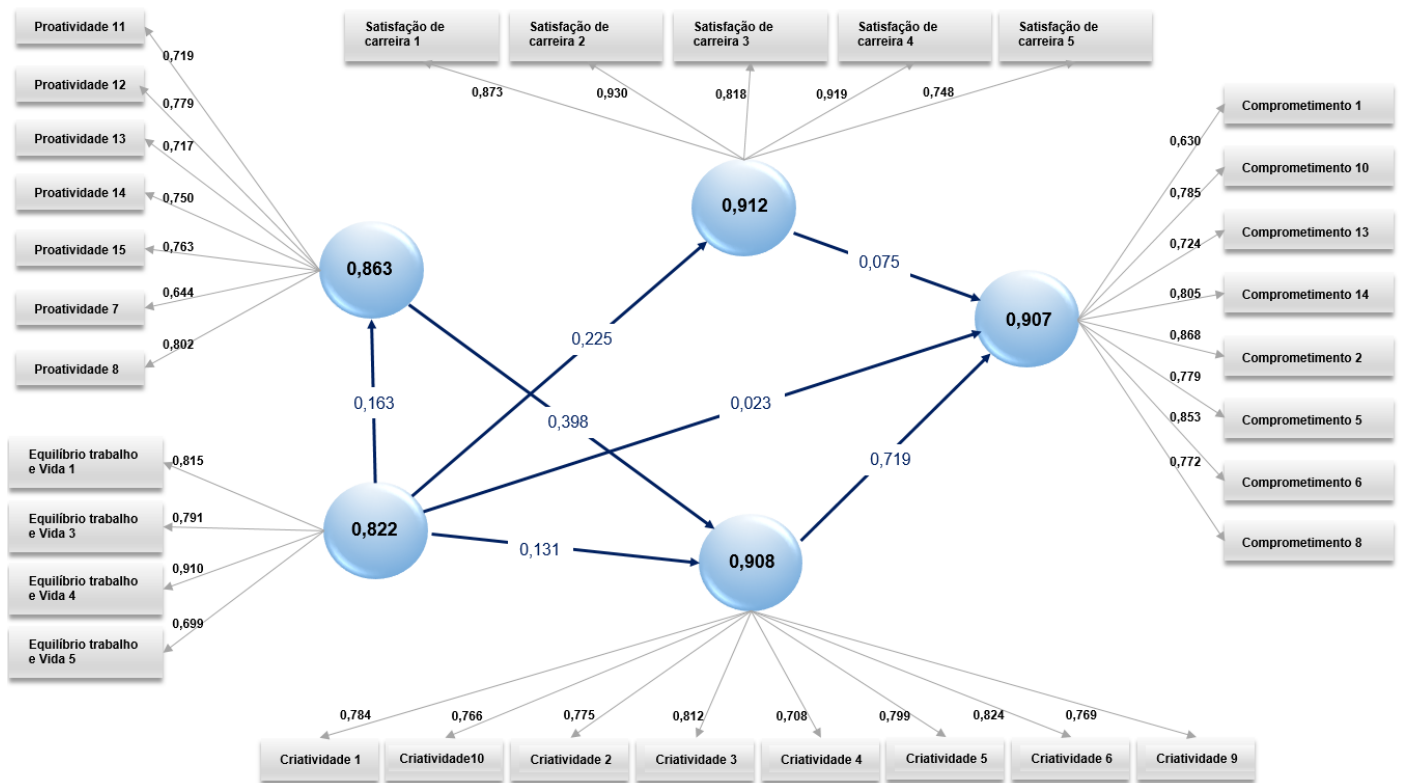 Proatividade 11
Proatividade 12
Proatividade 13
Proatividade 14
Proatividade 15
Proatividade 7
Proatividade 8
0,719
0,779
0,717
0,750
0,763
0,644
0,802
Satisfação de
carreira 1
Satisfação de
carreira 2
Satisfação de
carreira 3
Satisfação de
carreira 4
Satisfação de
carreira 5
0,873
0,930
0,818
0,919
0,748
Comprometimento 1
Comprometimento 10
Comprometimento 13
Comprometimento 14
Comprometimento 2
Comprometimento 5
Comprometimento 6
Comprometimento 8
0,630
0,785
0,724
0,805
0,868
0,779
0,853
0,772
0,912
0,863
0,907
0,822
0,908
0,075
0,225
0,163
0,398
0,023
0,719
0,131
Equilíbrio trabalho
e Vida 1
Equilíbrio trabalho
e Vida 3
Equilíbrio trabalho
e Vida 4
Equilíbrio trabalho
e Vida 5
0,815
0,791
0,910
0,699
0,784
0,766
0,775
0,812
0,708
0,799
0,824
0,769
Criatividade 1
Criatividade10
Criatividade 2
Criatividade 3
Criatividade 4
Criatividade 5
Criatividade 6
Criatividade 9